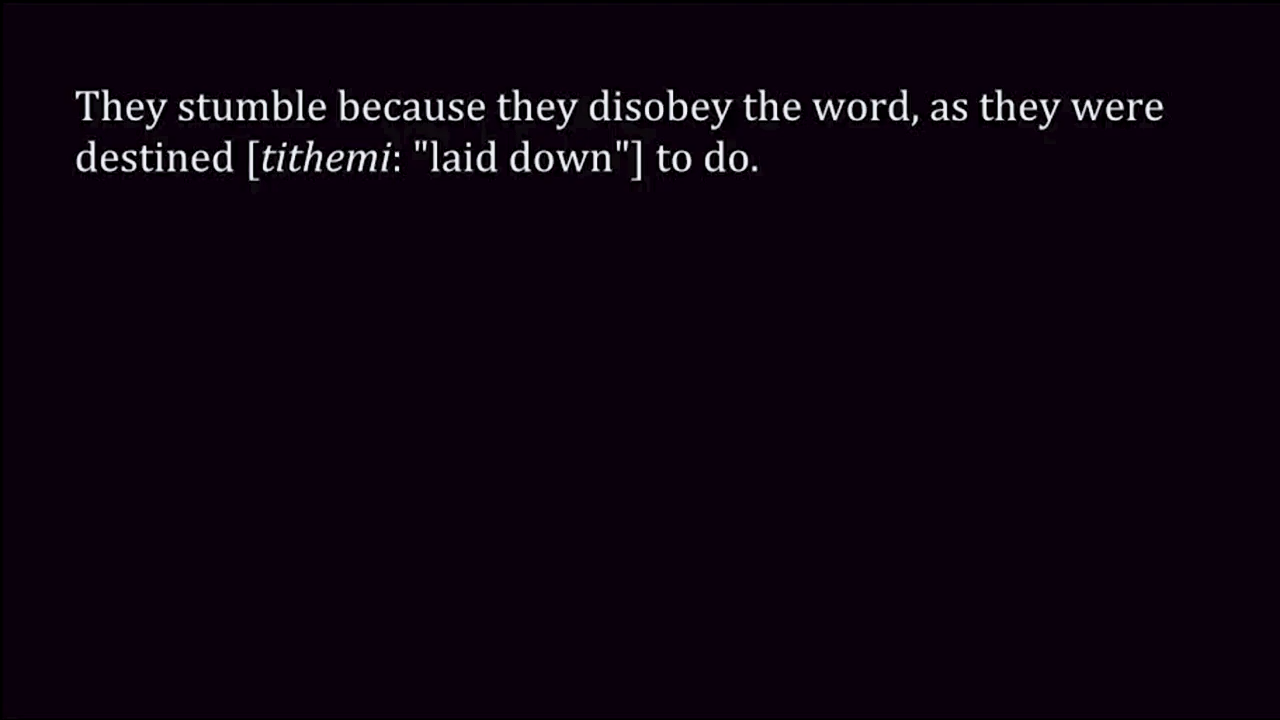 They stumble because they disobey the word, as they were
destined [tithemi: "laid down"] to do.